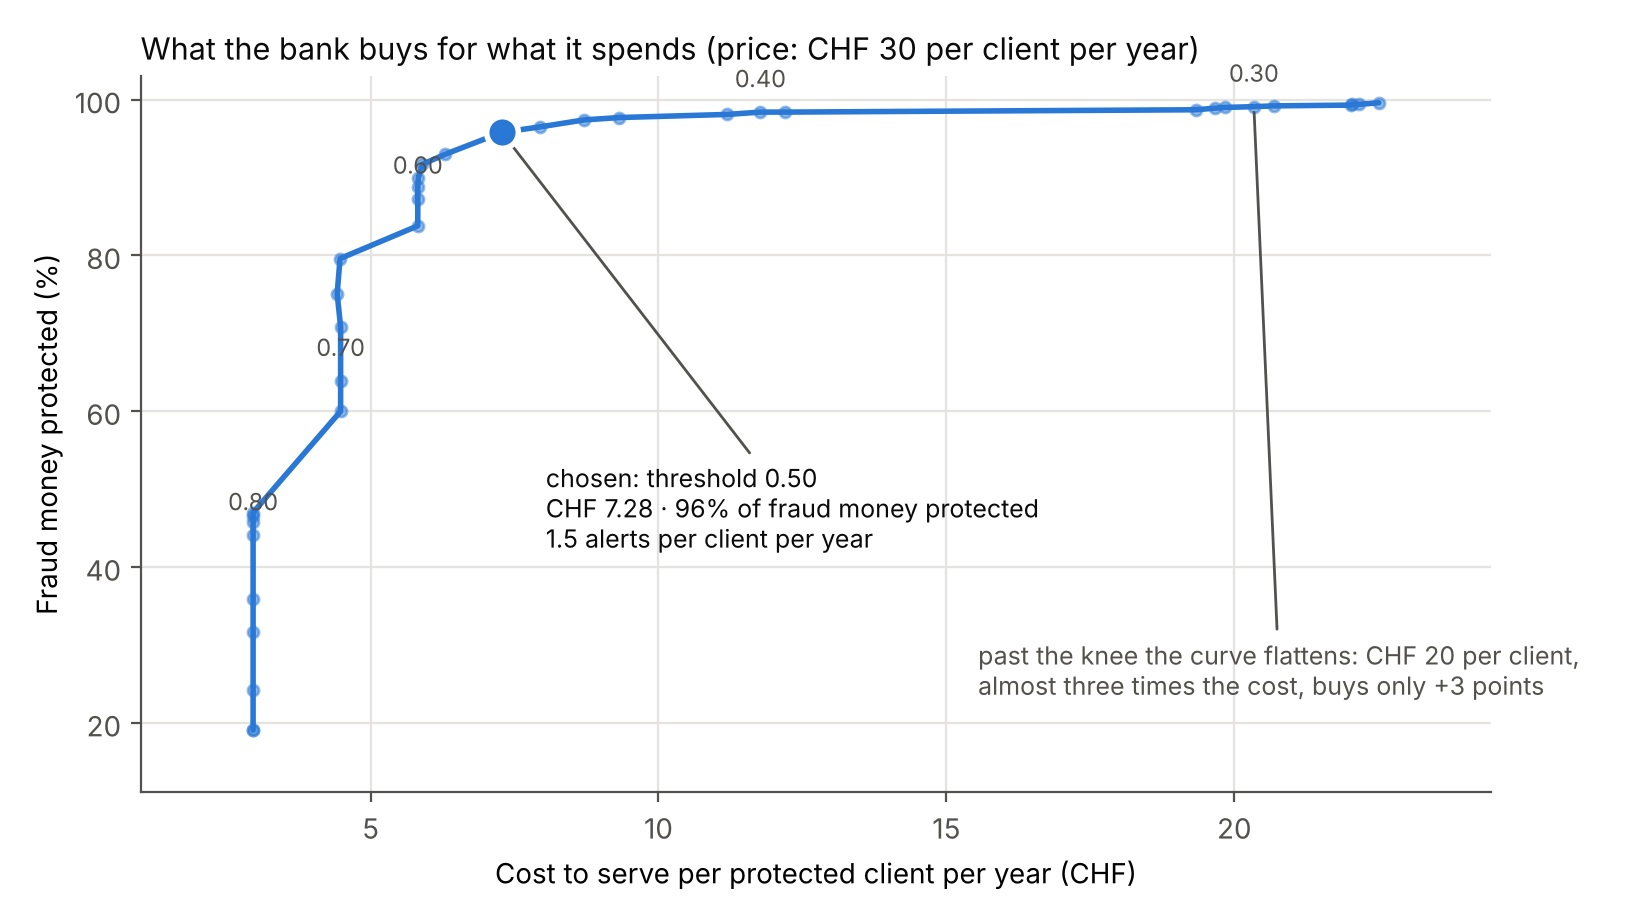 What the bank buys for what it spends (price: CHF 30 per client per year)
0.40
0.30
100
0.60
80
0.70
60
chosen: threshold 0.50
CHF 7.28 · 96% of fraud money protected
1.5 alerts per client per year
0.80
40
past the knee the curve flattens: CHF 20 per client,
almost three times the cost, buys only +3 points
20
Fraud money protected (%)
5
10
15
20
Cost to serve per protected client per year (CHF)